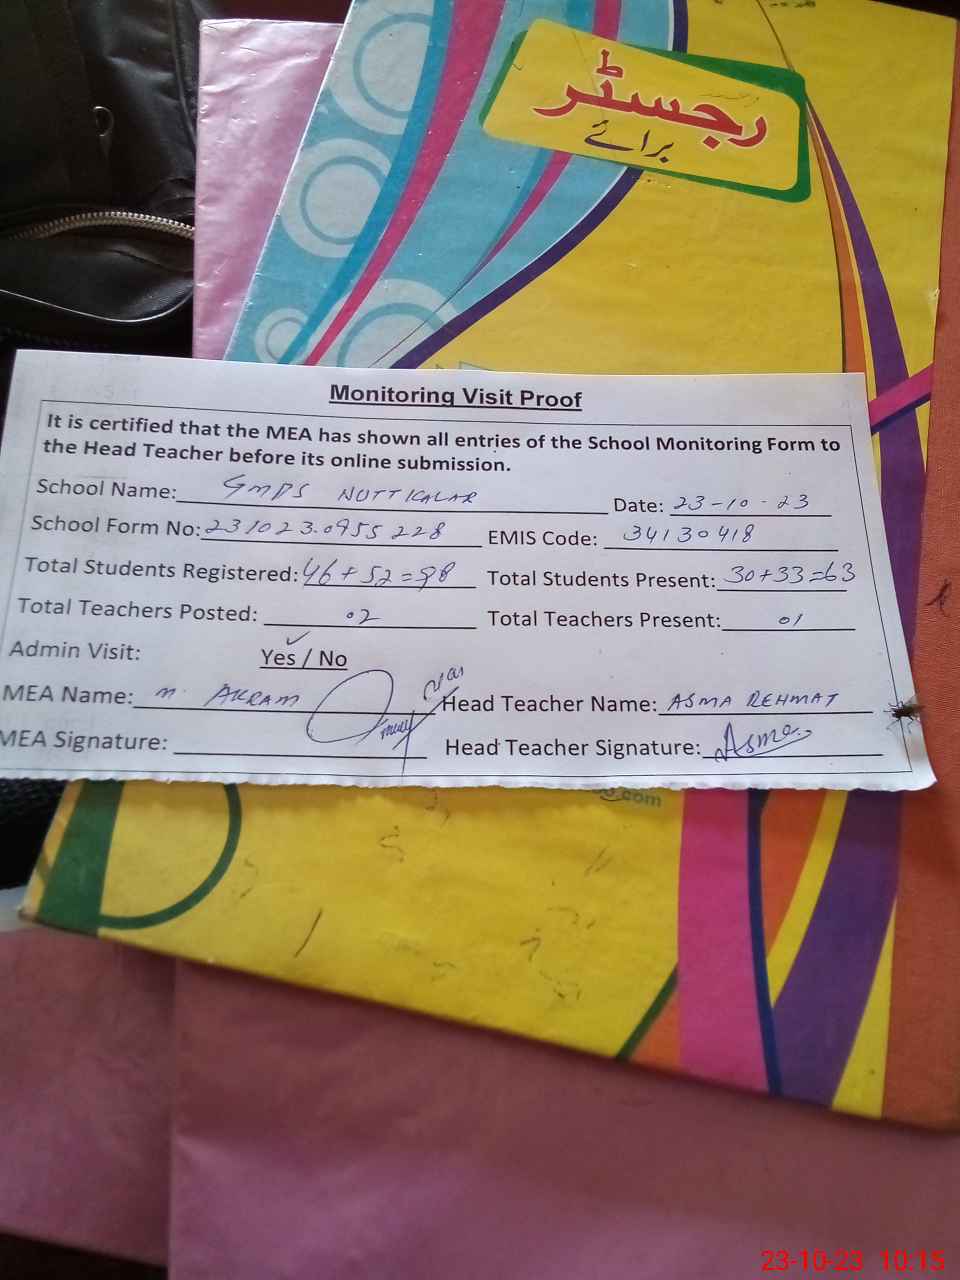 رجسٹر
برائے
Monitoring Visit Proof
It is certified that the MEA has shown all entries of the School Monitoring Form to
the Head Teacher before its online submission.
School Name: GMPS NUTTKALAR Date: 23-10-23
School Form No: 231023.0955228 EMIS Code: 34130418
Total Students Registered: 46+52=98 Total Students Present: 30+33=63
Total Teachers Posted: 02 Total Teachers Present: 01
Admin Visit: Yes / No
MEA Name: M. AKRAM Head Teacher Name: ASMA REHMAT
MEA Signature: Head Teacher Signature: Asma
.com
23-10-23 10:15